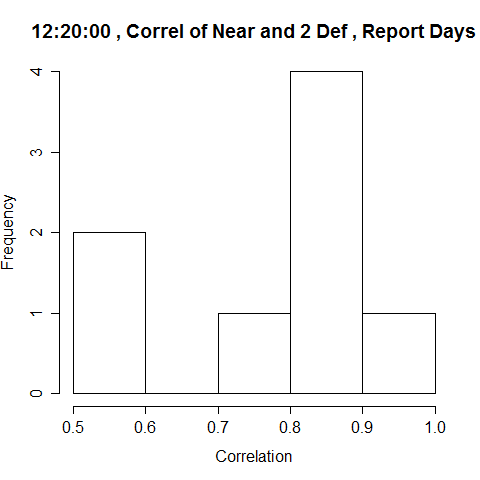 12:20:00 , Correl of Near and 2 Def , Report Days
Frequency
4
3
2
1
0
0.5 0.6 0.7 0.8 0.9 1.0
Correlation